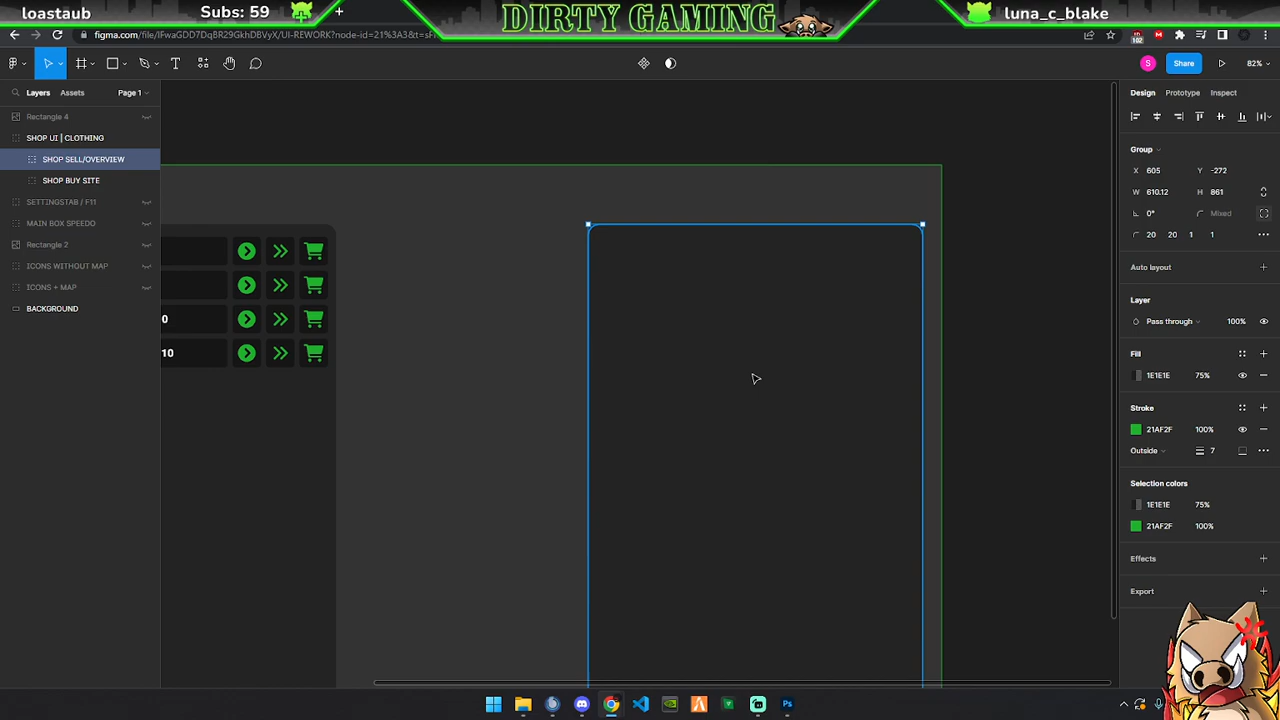 loastaub
Subs: 59
DIRTY GAMING
luna_c_blake
figma.com/file/IFwaGDD7DqBR29GkhDBVyX/UI-REWORK?node-id=21%3A3&t=sF
102
Share
82%
S
Layers
Assets
Page 1
Rectangle 4
SHOP UI | CLOTHING
SHOP SELL/OVERVIEW
SHOP BUY SITE
SETTINGSTAB / F11
MAIN BOX SPEEDO
Rectangle 2
ICONS WITHOUT MAP
ICONS + MAP
BACKGROUND
0
10
Design
Prototype
Inspect
Group
X 605
Y -272
W 610.12
H 861
0°
Mixed
20 20 1 1
Auto layout
Layer
Pass through
100%
Fill
1E1E1E
75%
Stroke
21AF2F
100%
Outside
7
Selection colors
1E1E1E
75%
21AF2F
100%
Effects
Export
Ps